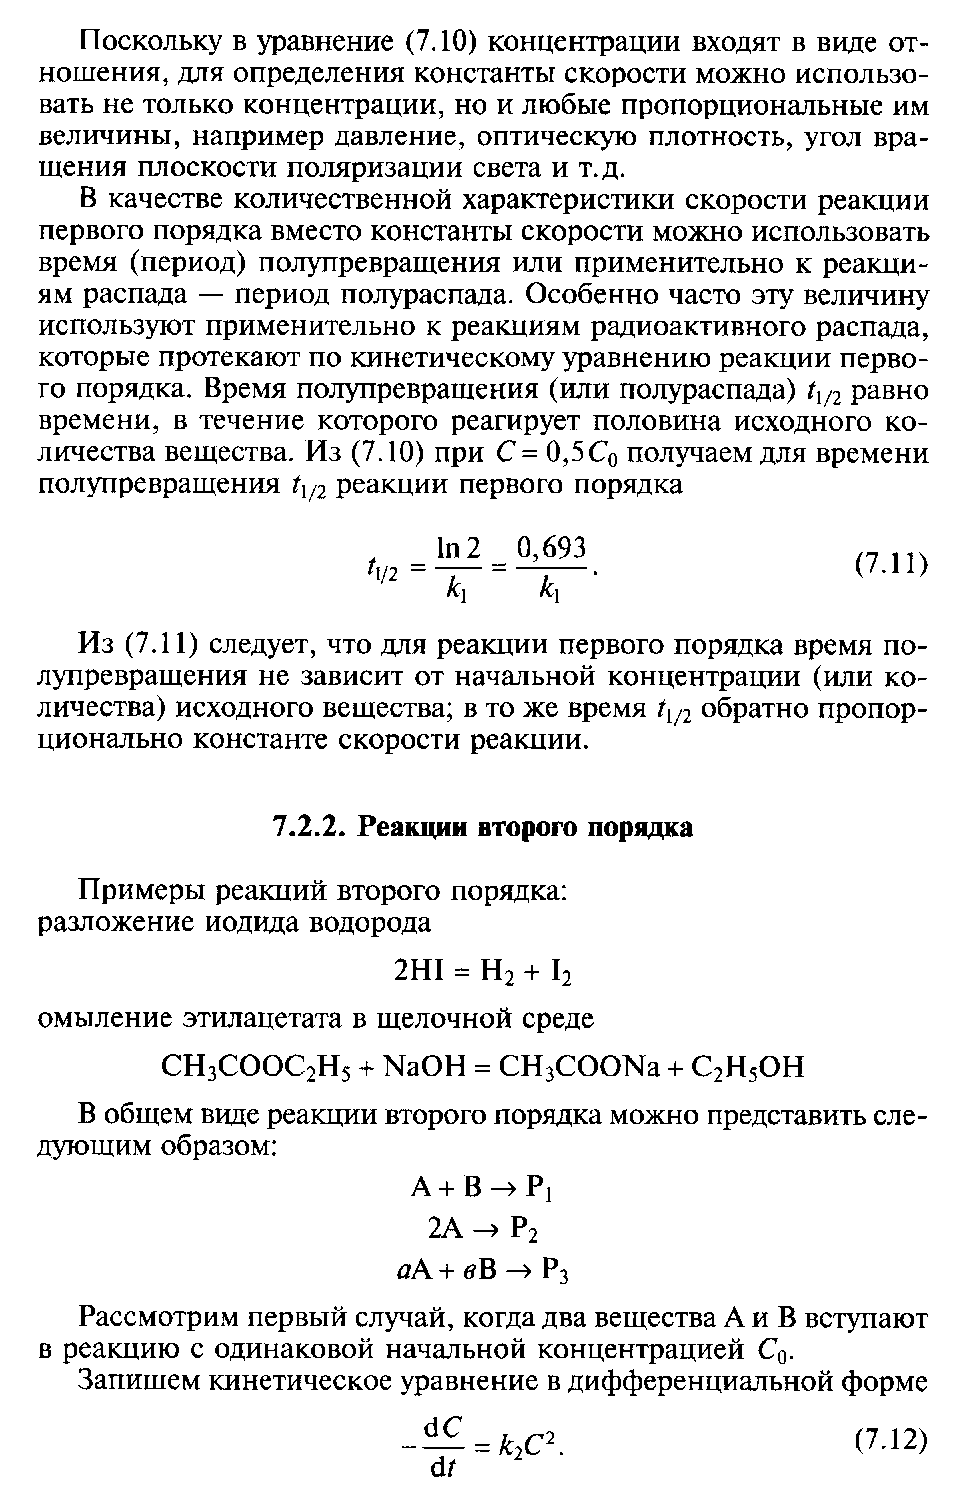 Поскольку в уравнение (7.10) концентрации входят в виде от-
ношения, для определения константы скорости можно использо-
вать не только концентрации, но и любые пропорциональные им
величины, например давление, оптическую плотность, угол вра-
щения плоскости поляризации света и т.д.
В качестве количественной характеристики скорости реакции
первого порядка вместо константы скорости можно использовать
время (период) полупревращения или применительно к реакци-
ям распада — период полураспада. Особенно часто эту величину
используют применительно к реакциям радиоактивного распада,
которые протекают по кинетическому уравнению реакции перво-
го порядка. Время полупревращения (или полураспада) t₁/₂ равно
времени, в течение которого реагирует половина исходного ко-
личества вещества. Из (7.10) при C = 0,5C₀ получаем для времени
полупревращения t₁/₂ реакции первого порядка
t₁/₂ = ln 2 / k₁ = 0,693 / k₁. (7.11)
Из (7.11) следует, что для реакции первого порядка время по-
лупревращения не зависит от начальной концентрации (или ко-
личества) исходного вещества; в то же время t₁/₂ обратно пропор-
ционально константе скорости реакции.
7.2.2. Реакции второго порядка
Примеры реакций второго порядка:
разложение иодида водорода
2HI = H₂ + I₂
омыление этилацетата в щелочной среде
CH₃COOC₂H₅ + NaOH = CH₃COONa + C₂H₅OH
В общем виде реакции второго порядка можно представить сле-
дующим образом:
A + B → P₁
2A → P₂
aA + вB → P₃
Рассмотрим первый случай, когда два вещества A и B вступают
в реакцию с одинаковой начальной концентрацией C₀.
Запишем кинетическое уравнение в дифференциальной форме
− dC / dt = k₂C². (7.12)